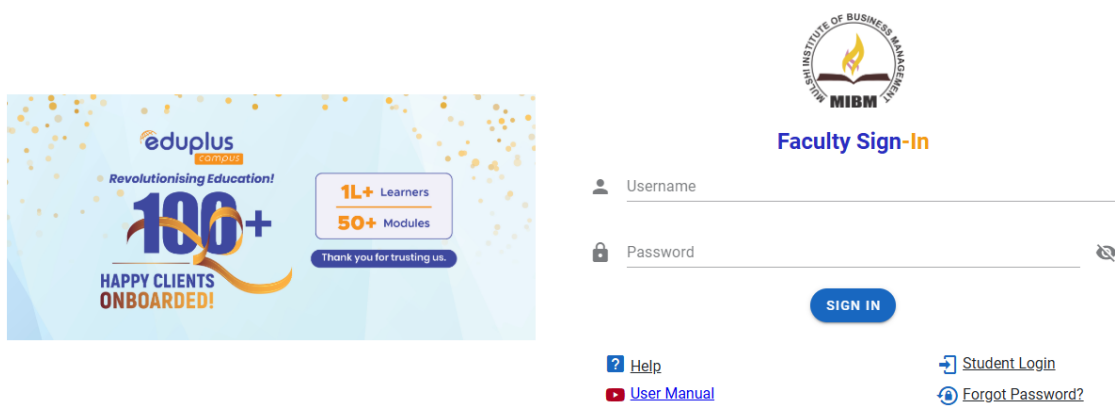 eduplus
campus
Revolutionising Education!
100+
HAPPY CLIENTS
ONBOARDED!
1L+ Learners
50+ Modules
Thank you for trusting us.
MULSHI INSTITUTE OF BUSINESS MANAGEMENT
MIBM
Faculty Sign-In
Username
Password
SIGN IN
Help
Student Login
User Manual
Forgot Password?